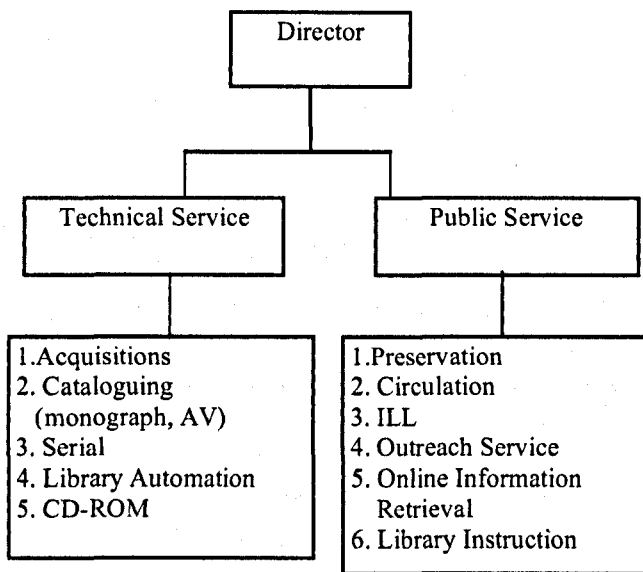 Director
Technical Service
Public Service
1.Acquisitions
2. Cataloguing
(monograph, AV)
3. Serial
4. Library Automation
5. CD-ROM
1.Preservation
2. Circulation
3. ILL
4. Outreach Service
5. Online Information
Retrieval
6. Library Instruction